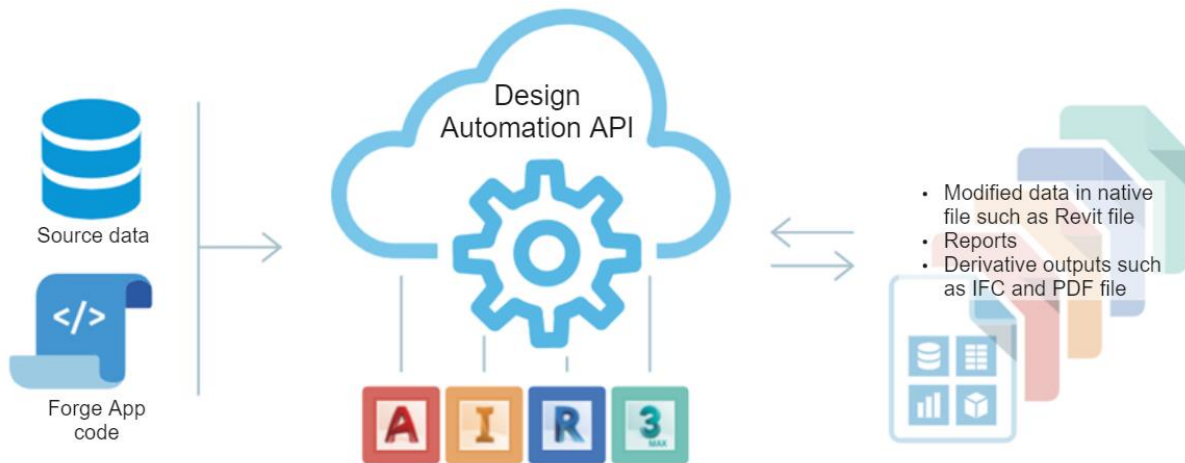 Source data
</>
Forge App
code
Design
Automation API
A
I
R
3
MAX
• Modified data in native
file such as Revit file
• Reports
• Derivative outputs such
as IFC and PDF file